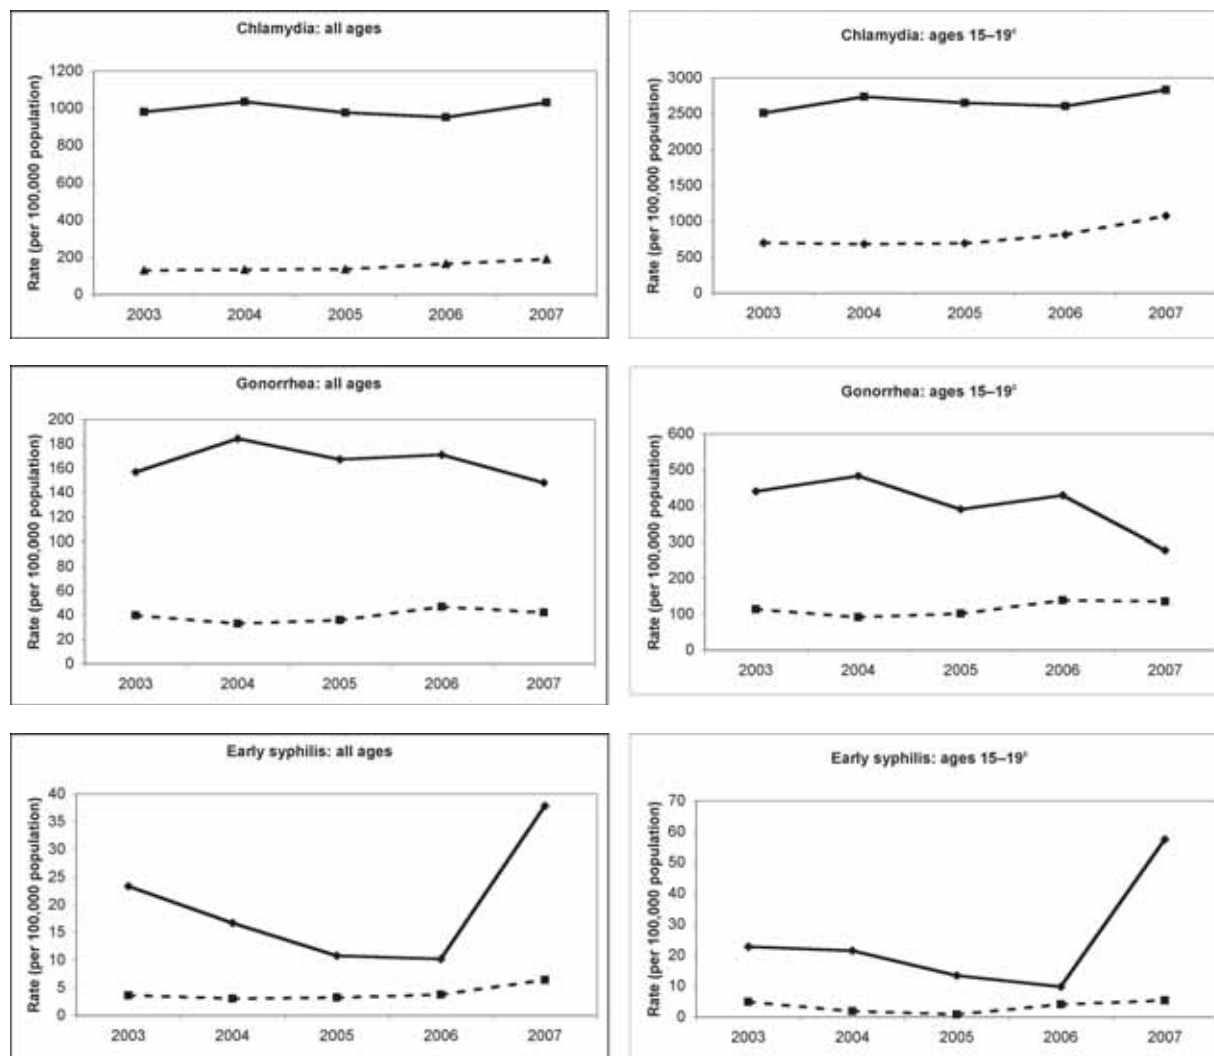 Chlamydia: all ages
Rate (per 100,000 population)
1200
1000
800
600
400
200
0
2003 2004 2005 2006 2007
Chlamydia: ages 15–19
Rate (per 100,000 population)
3000
2500
2000
1500
1000
500
0
2003 2004 2005 2006 2007
Gonorrhea: all ages
Rate (per 100,000 population)
200
180
160
140
120
100
80
60
40
20
0
2003 2004 2005 2006 2007
Gonorrhea: ages 15–19
Rate (per 100,000 population)
600
500
400
300
200
100
0
2003 2004 2005 2006 2007
Early syphilis: all ages
Rate (per 100,000 population)
40
35
30
25
20
15
10
5
0
2003 2004 2005 2006 2007
Early syphilis: ages 15–19
Rate (per 100,000 population)
70
60
50
40
30
20
10
0
2003 2004 2005 2006 2007